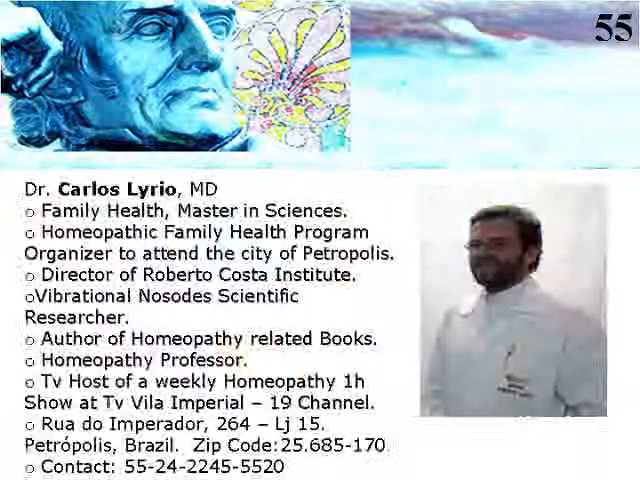 55
Dr. Carlos Lyrio, MD
o Family Health, Master in Sciences.
o Homeopathic Family Health Program
Organizer to attend the city of Petropolis.
o Director of Roberto Costa Institute.
oVibrational Nosodes Scientific
Researcher.
o Author of Homeopathy related Books.
o Homeopathy Professor.
o Tv Host of a weekly Homeopathy 1h
Show at Tv Vila Imperial – 19 Channel.
o Rua do Imperador, 264 – Lj 15.
Petrópolis, Brazil.  Zip Code:25.685-170
o Contact: 55-24-2245-5520